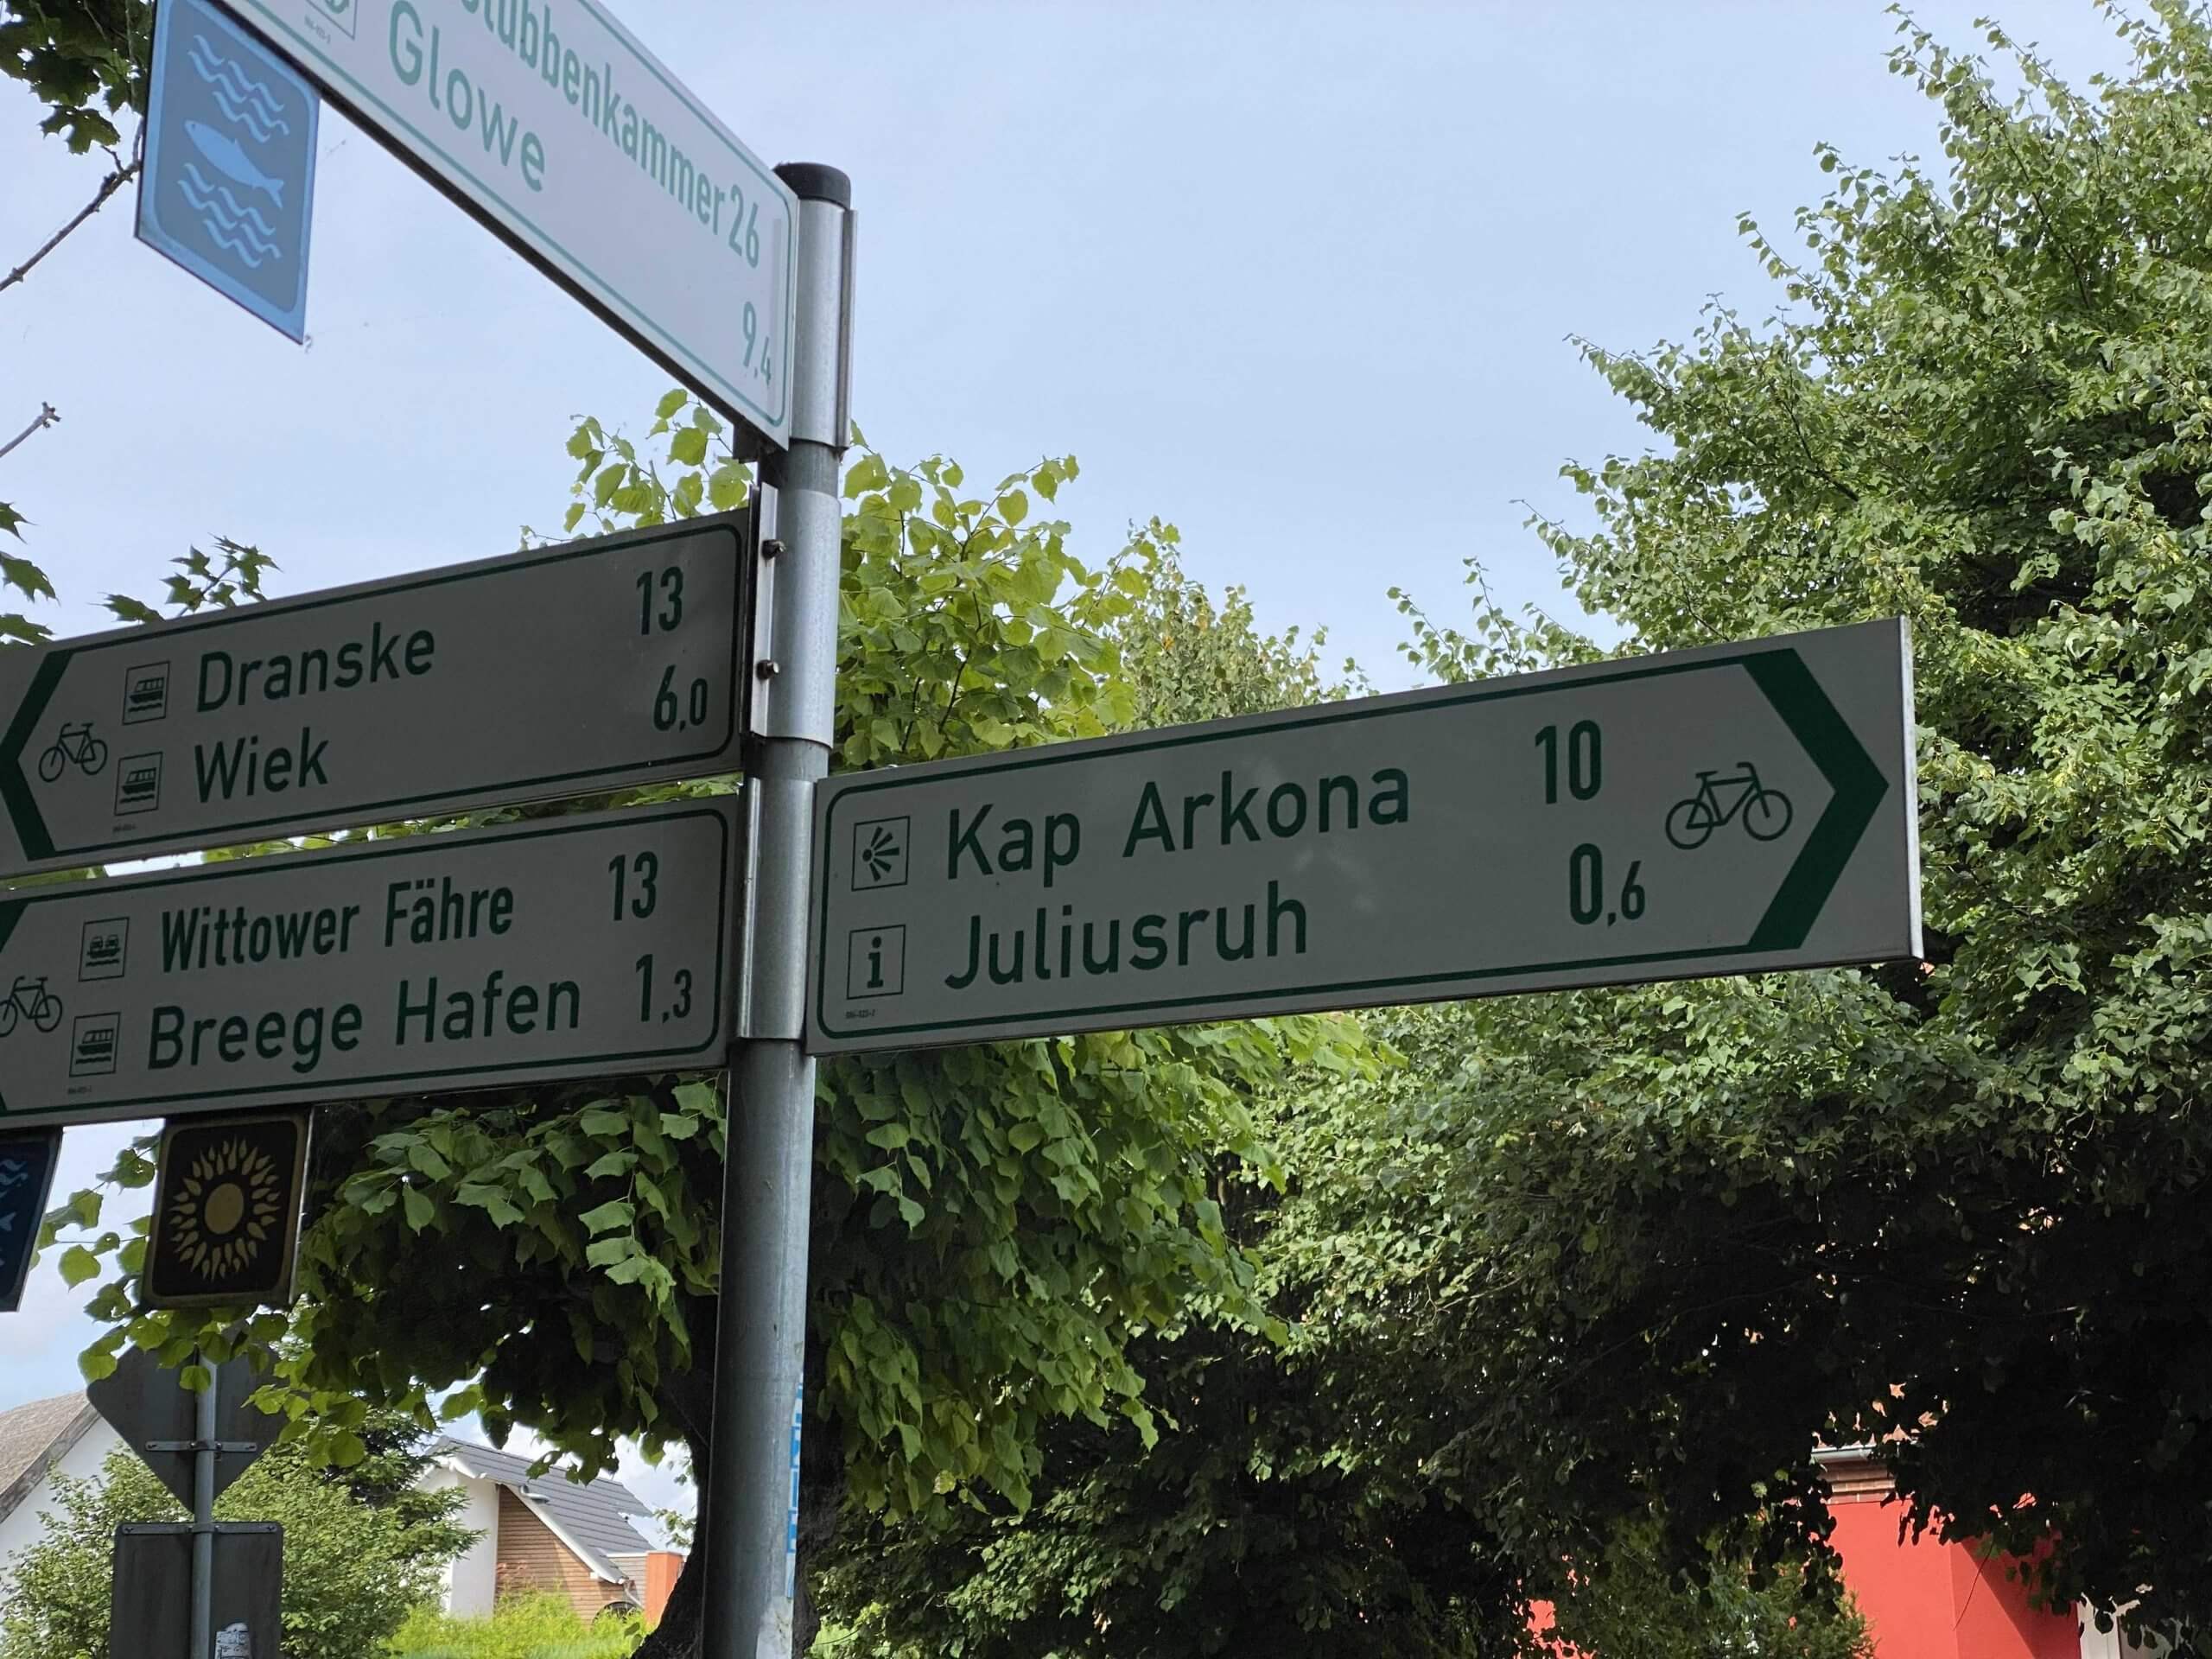 Stubbenkammer 26
Glowe 9,4
Dranske 13
Wiek 6,0
Wittower Fähre 13
Breege Hafen 1,3
Kap Arkona 10
i Juliusruh 0,6